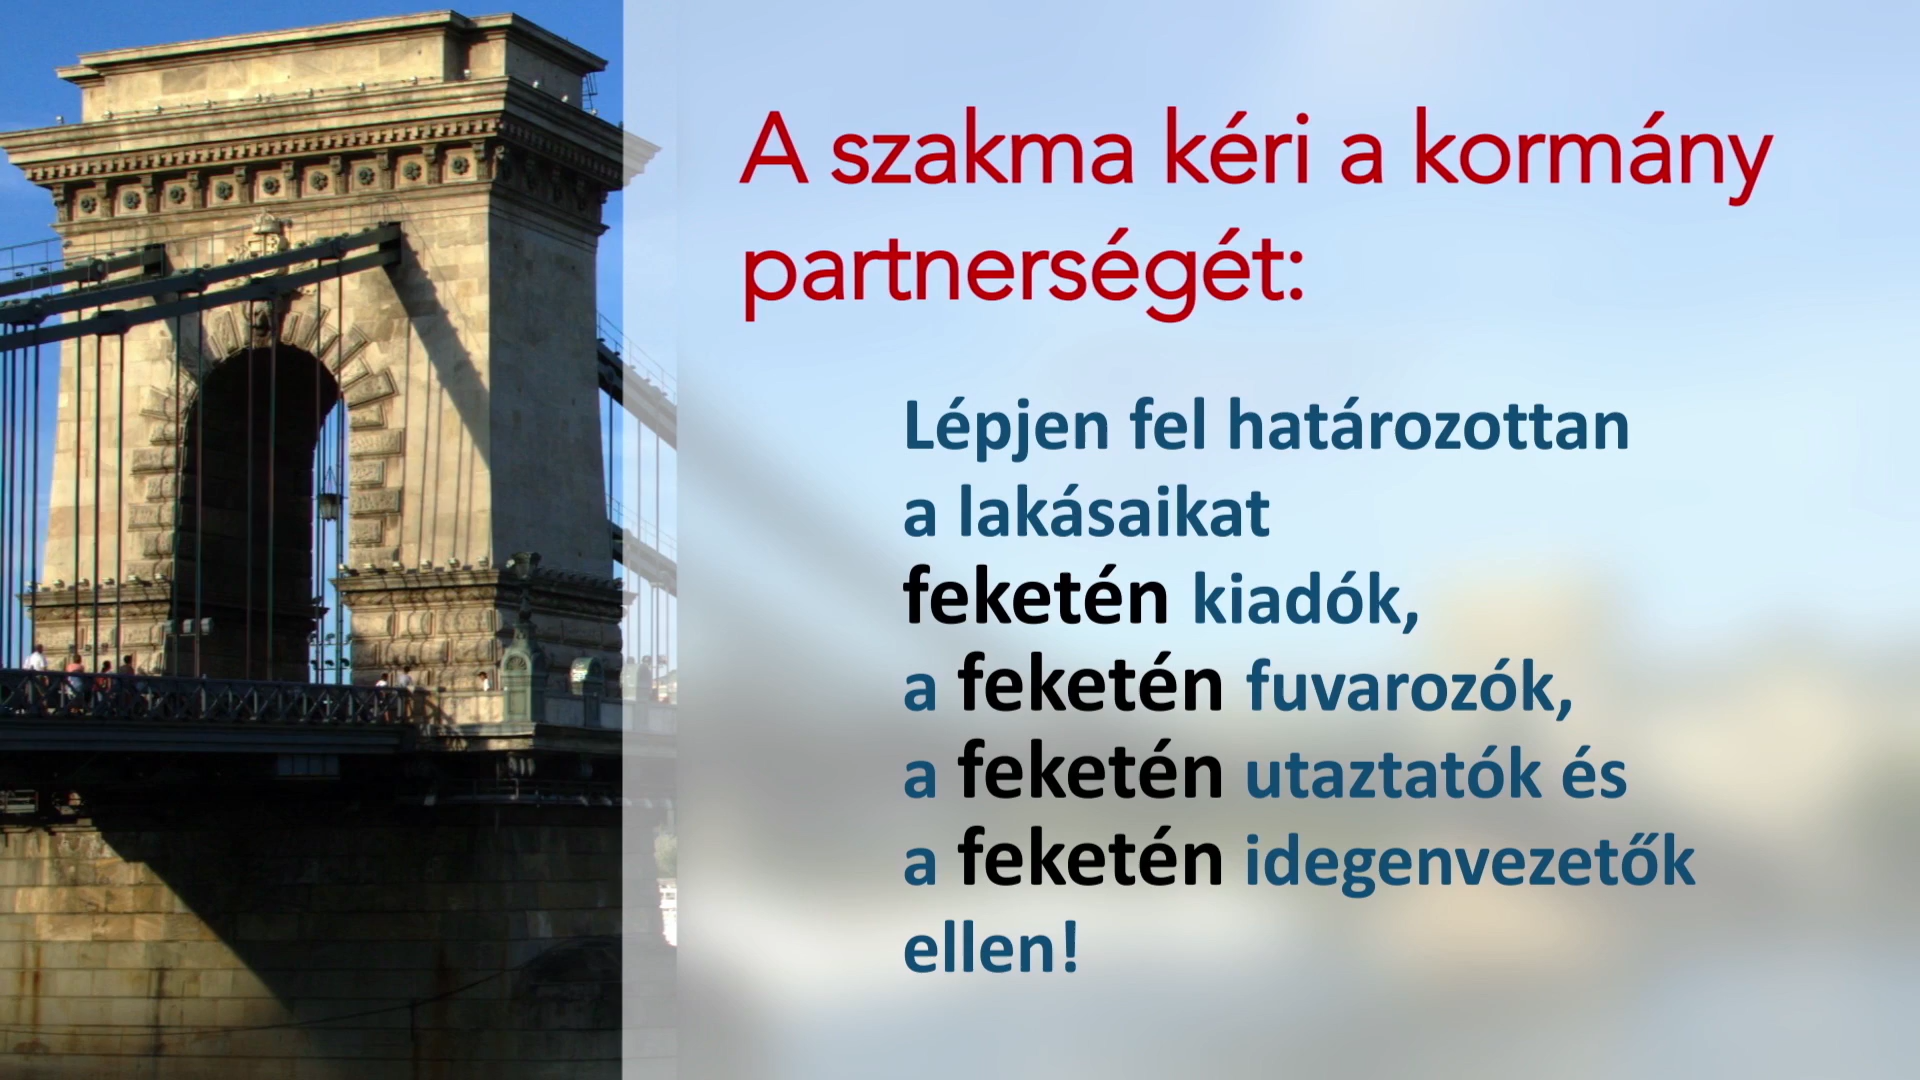 A szakma kéri a kormány
partnerségét:
Lépjen fel határozottan
a lakásaikat
feketén kiadók,
a feketén fuvarozók,
a feketén utaztatók és
a feketén idegenvezetők
ellen!